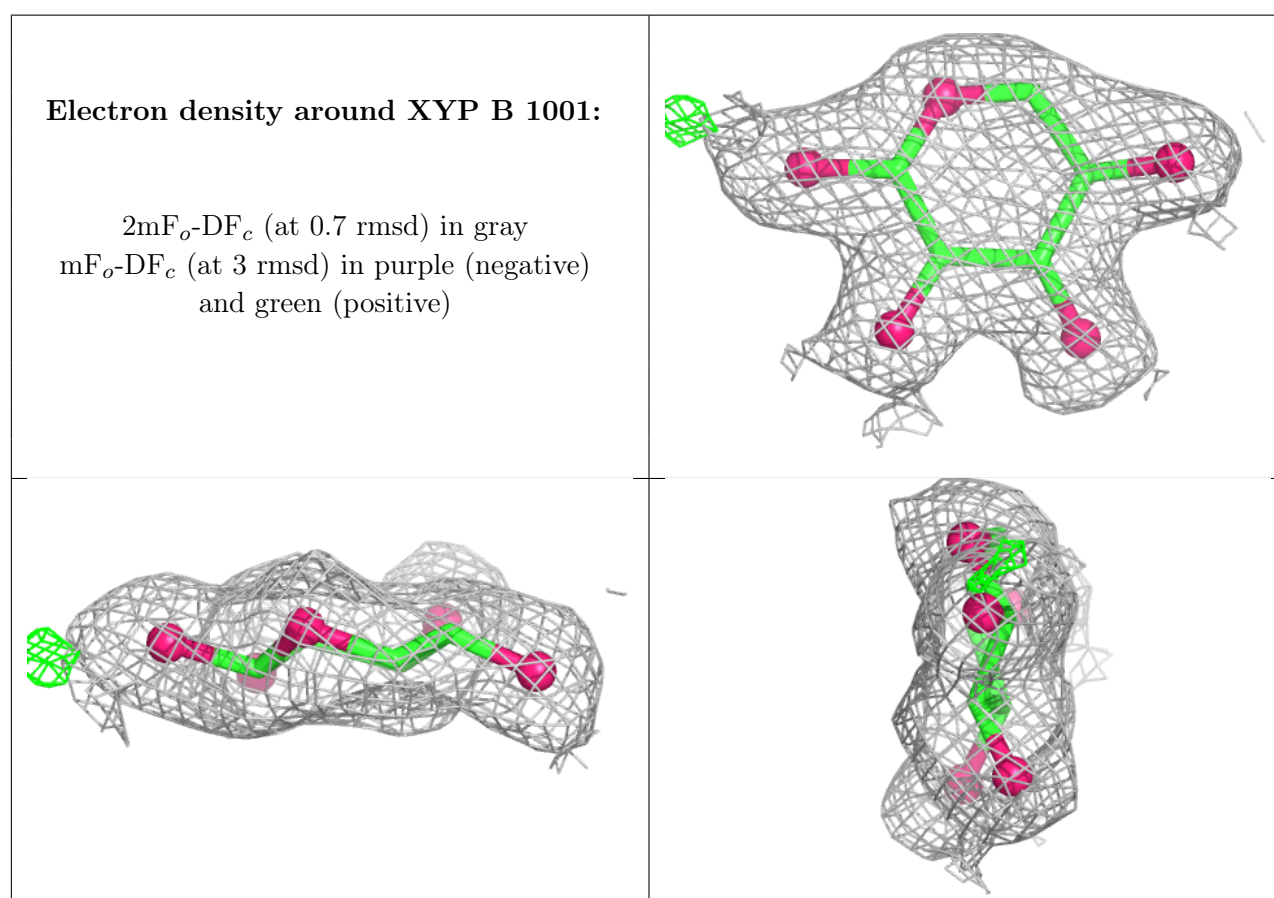 Electron density around XYP B 1001:
2mFo-DFc (at 0.7 rmsd) in gray
mFo-DFc (at 3 rmsd) in purple (negative)
and green (positive)